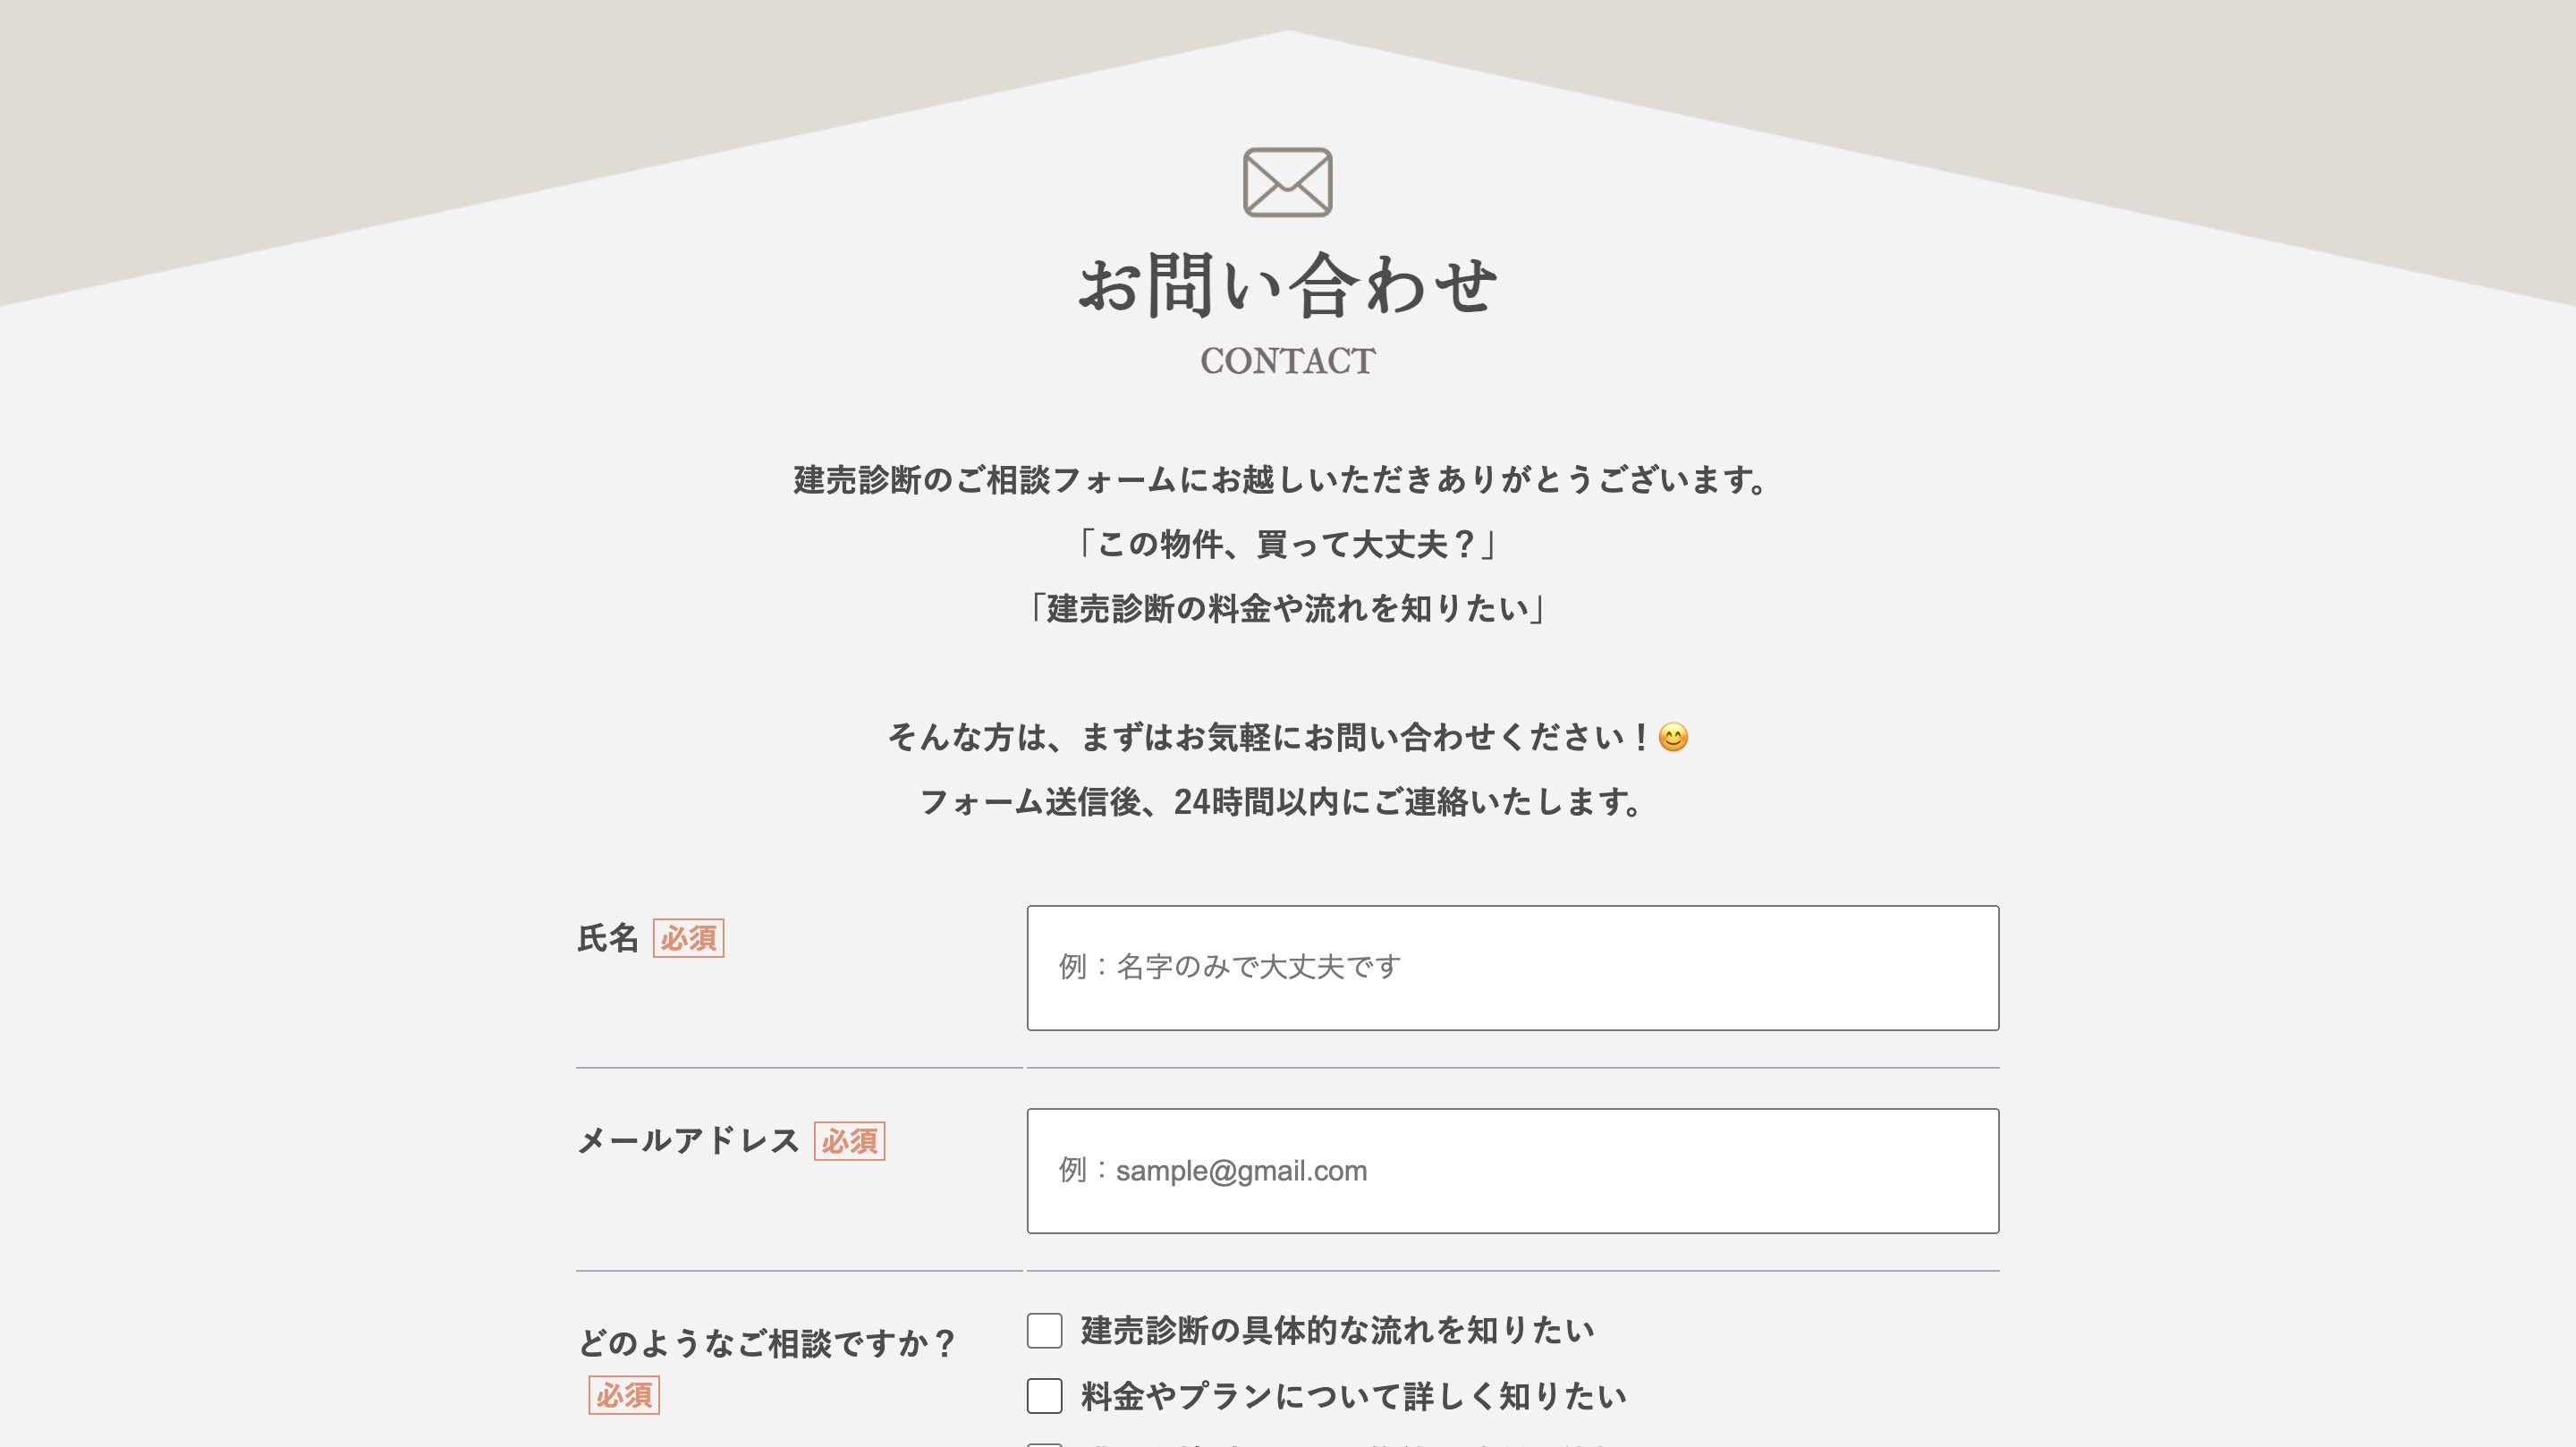 お問い合わせ
CONTACT
建売診断のご相談フォームにお越しいただきありがとうございます。
「この物件、買って大丈夫？」
「建売診断の料金や流れを知りたい」
そんな方は、まずはお気軽にお問い合わせください！😊
フォーム送信後、24時間以内にご連絡いたします。
氏名 必須
例：名字のみで大丈夫です
メールアドレス 必須
例：sample@gmail.com
どのようなご相談ですか？
必須
建売診断の具体的な流れを知りたい
料金やプランについて詳しく知りたい